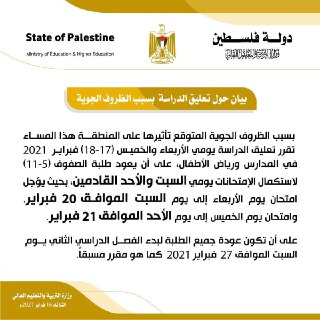 State of Palestine
Ministry of Education & Higher Education
دولة فلسطين
وزارة التربية والتعليم العالي
بيان حول تعليق الدراسة بسبب الظروف الجوية
بسبب الظروف الجوية المتوقع تأثيرها على المنطقة هذا المساء
تقرر تعليق الدراسة يومي الأربعاء والخميس (17-18) فبراير 2021
في المدارس ورياض الأطفال، على أن يعود طلبة الصفوف (5-11)
لاستكمال الإمتحانات يومي السبت والأحد القادمين، بحيث يؤجل
امتحان يوم الأربعاء إلى يوم السبت الموافق 20 فبراير،
وامتحان يوم الخميس إلى يوم الأحد الموافق 21 فبراير.
على أن تكون عودة جميع الطلبة لبدء الفصل الدراسي الثاني يوم
السبت الموافق 27 فبراير 2021 كما هو مقرر مسبقاً.
وزارة التربية والتعليم العالي
الثلاثاء 16 فبراير 2021م